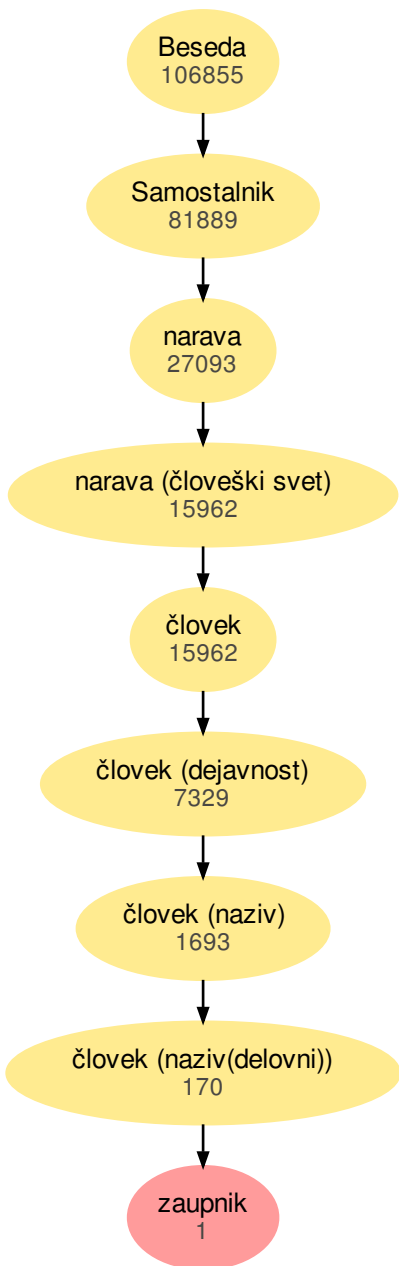 Beseda
106855
Samostalnik
81889
narava
27093
narava (človeški svet)
15962
človek
15962
človek (dejavnost)
7329
človek (naziv)
1693
človek (naziv(delovni))
170
zaupnik
1